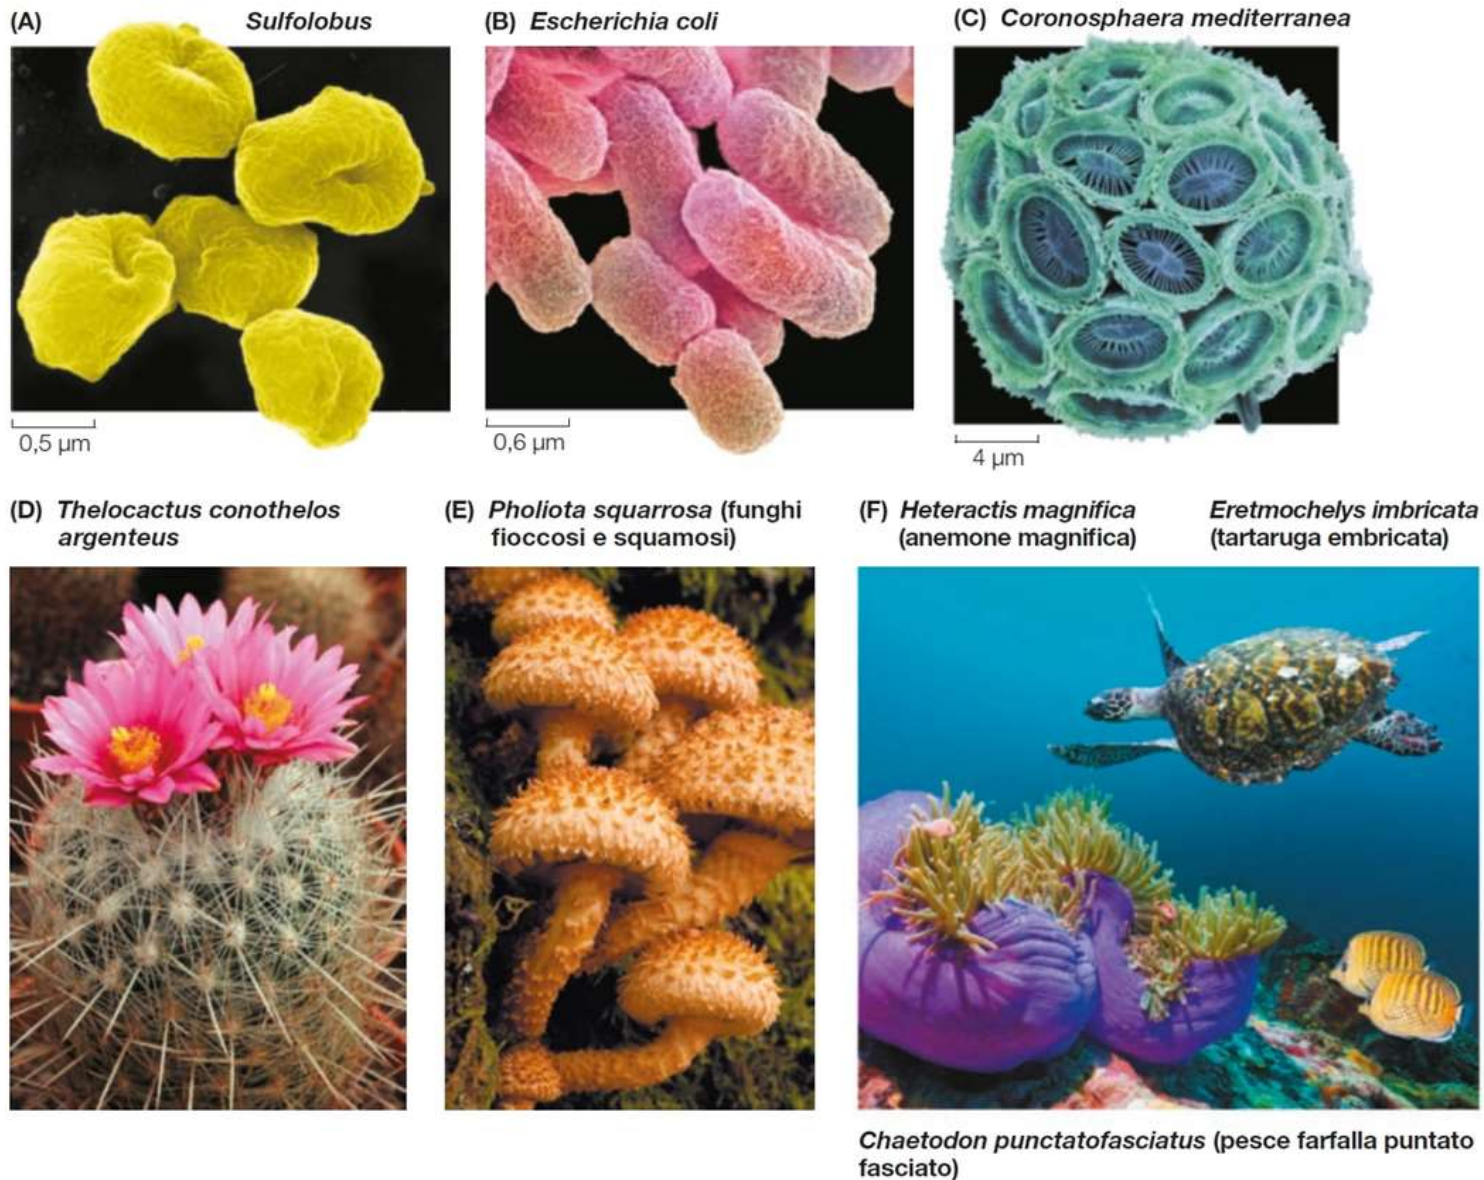 (A) Sulfolobus
(B) Escherichia coli
(C) Coronosphaera mediterranea
0,5 µm
0,6 µm
4 µm
(D) Thelocactus conothelos
argenteus
(E) Pholiota squarrosa (funghi
fioccosi e squamosi)
(F) Heteractis magnifica
(anemone magnifica)
Eretmochelys imbricata
(tartaruga embricata)
Chaetodon punctatofasciatus (pesce farfalla puntato
fasciato)